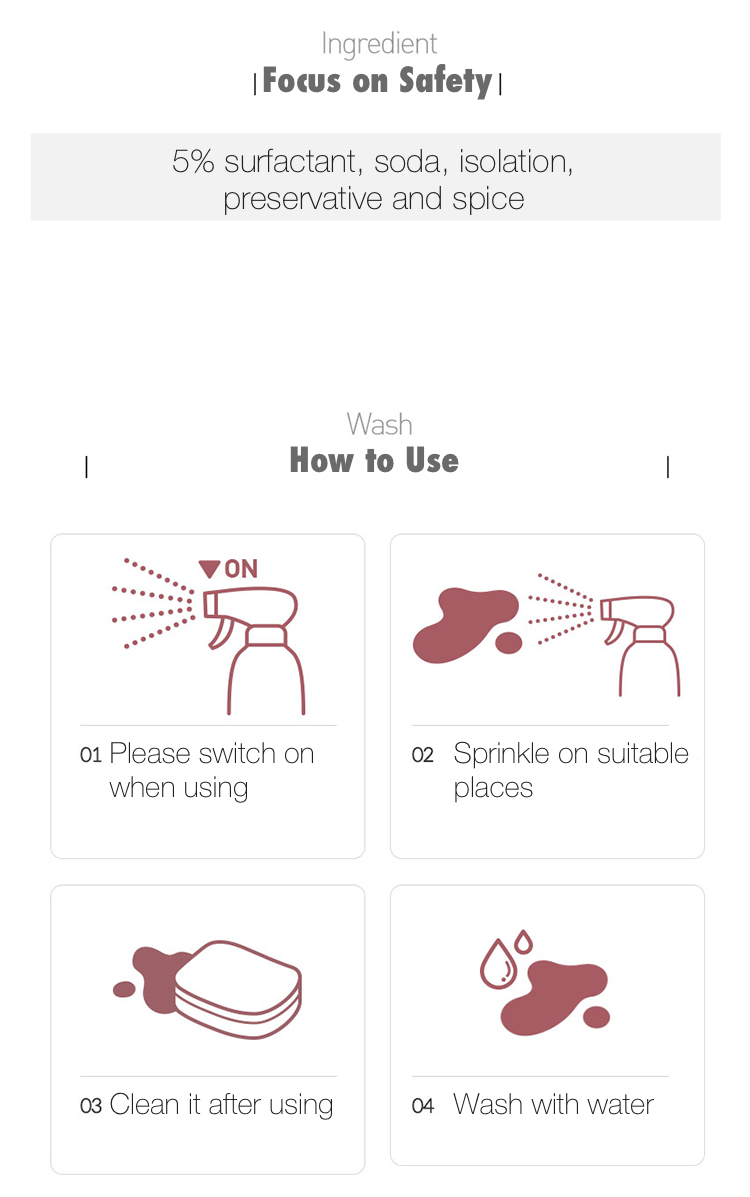 Ingredient
|Focus on Safety|
5% surfactant, soda, isolation,
preservative and spice
Wash
| How to Use |
ON
01 Please switch on
when using
02 Sprinkle on suitable
places
03 Clean it after using
04 Wash with water